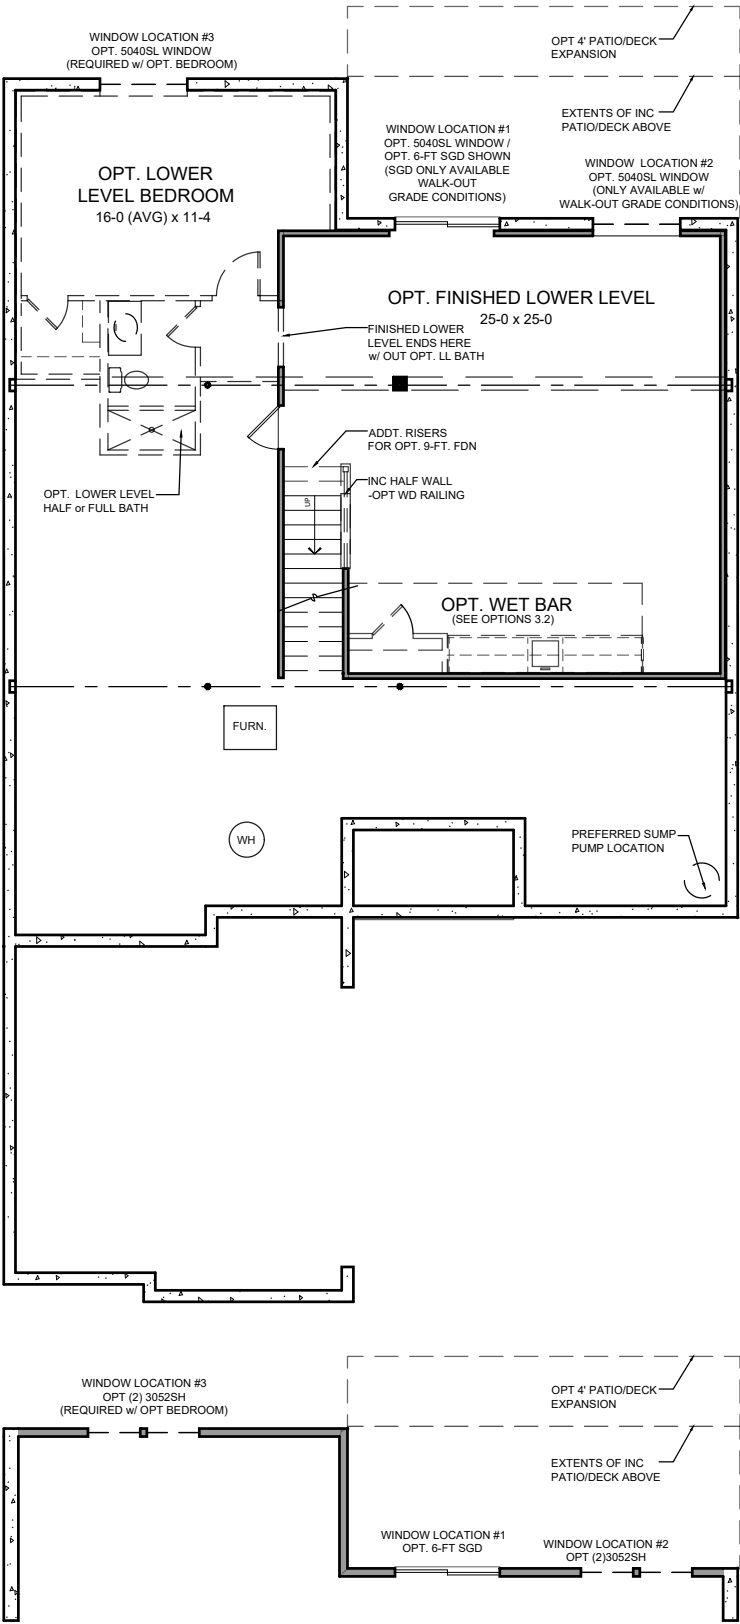 OPT 4' PATIO/DECK
EXPANSION
WINDOW LOCATION #3
OPT. 5040SL WINDOW
(REQUIRED w/ OPT. BEDROOM)
EXTENTS OF INC
PATIO/DECK ABOVE
WINDOW LOCATION #1
OPT. 5040SL WINDOW /
OPT. 6-FT SGD SHOWN
(SGD ONLY AVAILABLE
WALK-OUT
GRADE CONDITIONS)
WINDOW LOCATION #2
OPT. 5040SL WINDOW
(ONLY AVAILABLE w/
WALK-OUT GRADE CONDITIONS)
OPT. LOWER
LEVEL BEDROOM
16-0 (AVG) x 11-4
OPT. FINISHED LOWER LEVEL
25-0 x 25-0
FINISHED LOWER
LEVEL ENDS HERE
w/ OUT OPT. LL BATH
ADDT. RISERS
FOR OPT. 9-FT. FDN
INC HALF WALL
-OPT WD RAILING
OPT. LOWER LEVEL
HALF or FULL BATH
UP
OPT. WET BAR
(SEE OPTIONS 3.2)
FURN.
WH
PREFERRED SUMP
PUMP LOCATION
WINDOW LOCATION #3
OPT (2) 3052SH
(REQUIRED w/ OPT BEDROOM)
OPT 4' PATIO/DECK
EXPANSION
EXTENTS OF INC
PATIO/DECK ABOVE
WINDOW LOCATION #1
OPT. 6-FT SGD
WINDOW LOCATION #2
OPT (2)3052SH